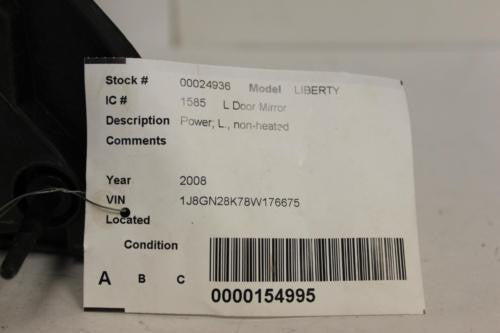 Stock # 00024936 Model LIBERTY
IC # 1585 L Door Mirror
Description Power, L., non-heated
Comments
Year 2008
VIN 1J8GN28K78W176675
Located
Condition
A B C
0000154995